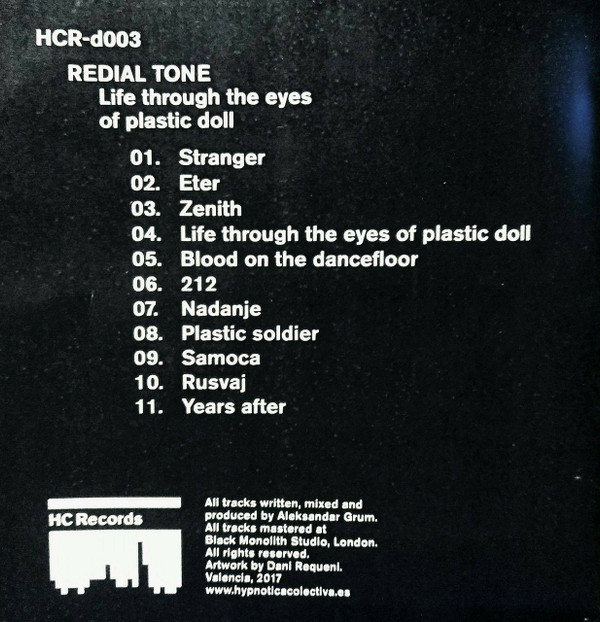 HCR-d003
REDIAL TONE
Life through the eyes
of plastic doll
01. Stranger
02. Eter
03. Zenith
04. Life through the eyes of plastic doll
05. Blood on the dancefloor
06. 212
07. Nadanje
08. Plastic soldier
09. Samoca
10. Rusvaj
11. Years after
HC Records
All tracks written, mixed and
produced by Aleksandar Grum.
All tracks mastered at
Black Monolith Studio, London.
All rights reserved.
Artwork by Dani Requeni.
Valencia, 2017
www.hypnoticacolectiva.es